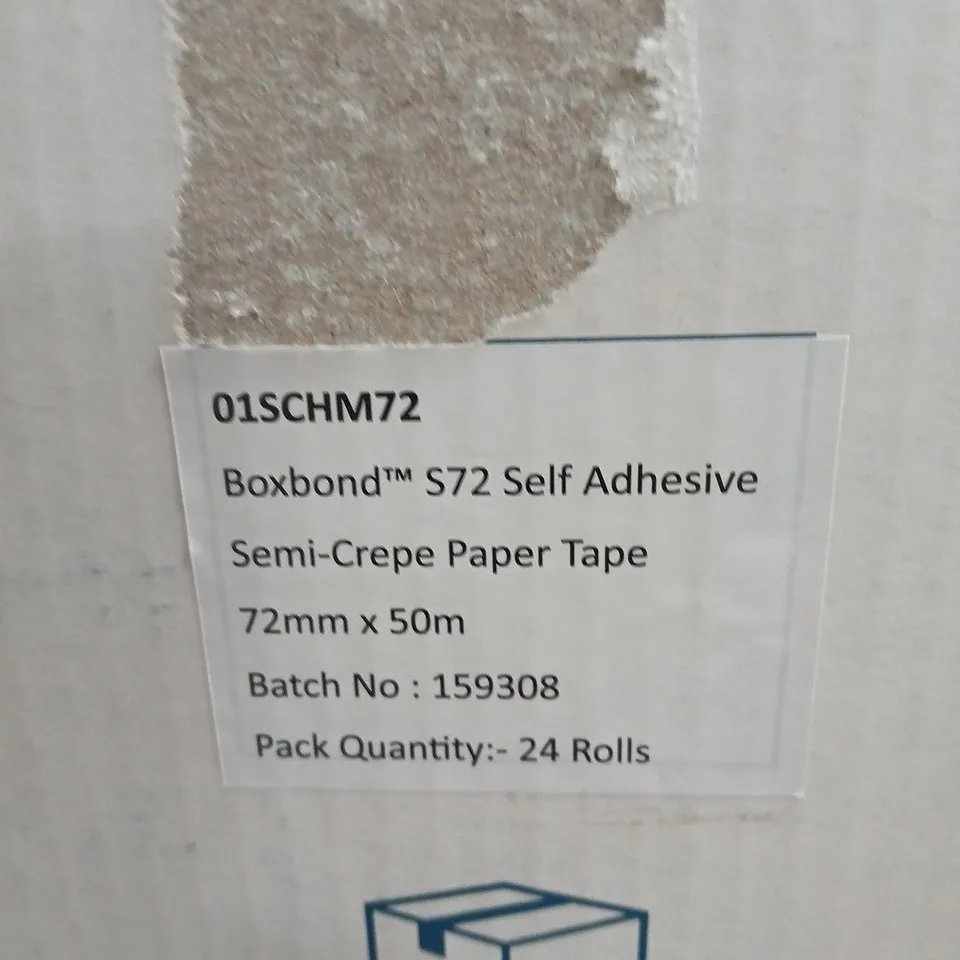 01SCHM72
Boxbond™ S72 Self Adhesive
Semi-Crepe Paper Tape
72mm x 50m
Batch No : 159308
Pack Quantity:- 24 Rolls